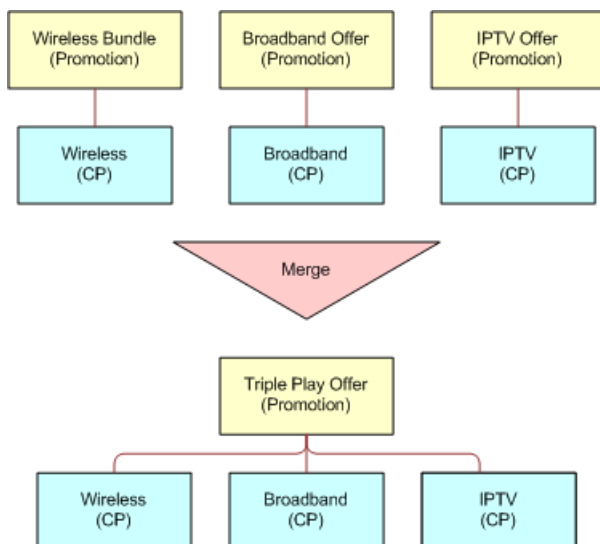 Wireless Bundle
(Promotion)
Broadband Offer
(Promotion)
IPTV Offer
(Promotion)
Wireless
(CP)
Broadband
(CP)
IPTV
(CP)
Merge
Triple Play Offer
(Promotion)
Wireless
(CP)
Broadband
(CP)
IPTV
(CP)